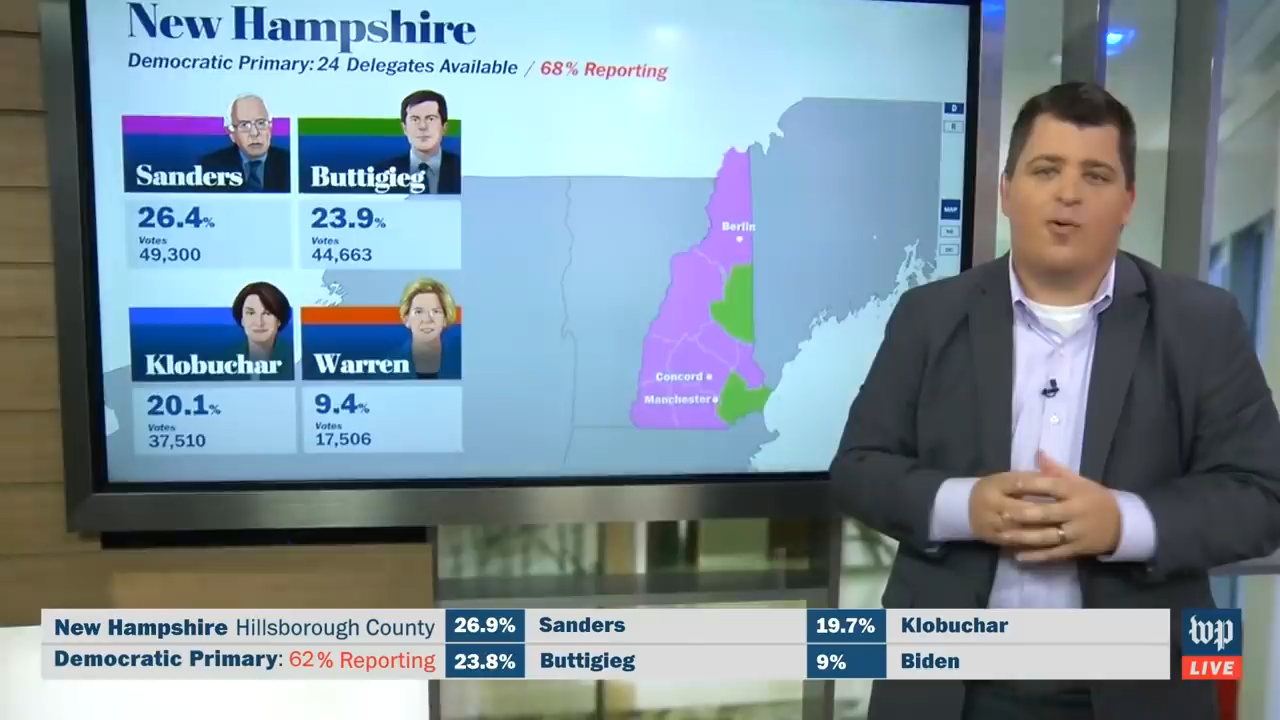 New Hampshire
Democratic Primary: 24 Delegates Available / 68% Reporting
Sanders
26.4%
Votes
49,300
Buttigieg
23.9%
Votes
44,663
Klobuchar
20.1%
Votes
37,510
Warren
9.4%
Votes
17,506
Berlin
Concord
Manchester
D
R
MAP
New Hampshire Hillsborough County
Democratic Primary: 62% Reporting
26.9% Sanders
23.8% Buttigieg
19.7% Klobuchar
9% Biden
wp
LIVE